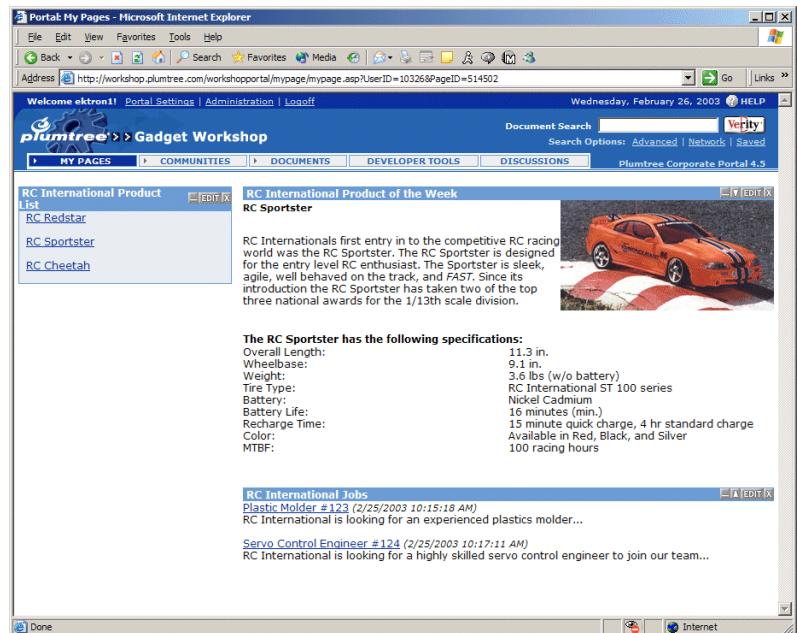 Portal: My Pages - Microsoft Internet Explorer
File Edit View Favorites Tools Help
Back Search Favorites Media
Address http://workshop.plumtree.com/workshopportal/mypage/mypage.asp?UserID=10326&PageID=514502 Go Links »
Welcome ektron1! Portal Settings | Administration | Logoff Wednesday, February 26, 2003 HELP
plumtree >> Gadget Workshop Document Search Verity
Search Options: Advanced | Network | Saved
MY PAGES COMMUNITIES DOCUMENTS DEVELOPER TOOLS DISCUSSIONS Plumtree Corporate Portal 4.5
RC International Product
List EDIT X
RC Redstar
RC Sportster
RC Cheetah
RC International Product of the Week EDIT X
RC Sportster
RC Internationals first entry in to the competitive RC racing
world was the RC Sportster. The RC Sportster is designed
for the entry level RC enthusiast. The Sportster is sleek,
agile, well behaved on the track, and FAST. Since its
introduction the RC Sportster has taken two of the top
three national awards for the 1/13th scale division.
The RC Sportster has the following specifications:
Overall Length: 11.3 in.
Wheelbase: 9.1 in.
Weight: 3.6 lbs (w/o battery)
Tire Type: RC International ST 100 series
Battery: Nickel Cadmium
Battery Life: 16 minutes (min.)
Recharge Time: 15 minute quick charge, 4 hr standard charge
Color: Available in Red, Black, and Silver
MTBF: 100 racing hours
RC International Jobs EDIT X
Plastic Molder #123 (2/25/2003 10:15:18 AM)
RC International is looking for an experienced plastics molder...
Servo Control Engineer #124 (2/25/2003 10:17:11 AM)
RC International is looking for a highly skilled servo control engineer to join our team...
Done Internet